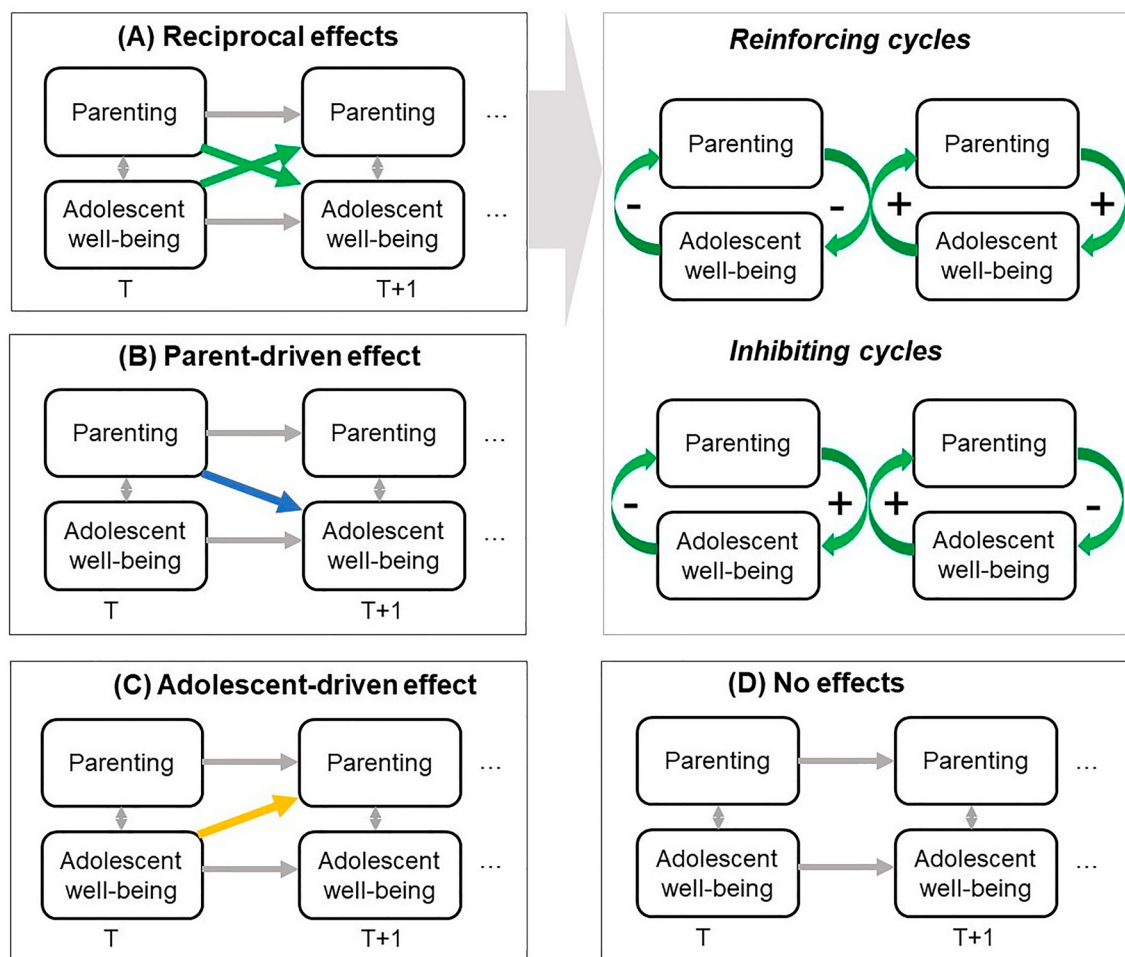 (A) Reciprocal effects
Parenting
Parenting
...
Adolescent
well-being
Adolescent
well-being
...
T
T+1
Reinforcing cycles
Parenting
Parenting
-
-
+
+
Adolescent
well-being
Adolescent
well-being
Inhibiting cycles
Parenting
Parenting
-
+
+
-
Adolescent
well-being
Adolescent
well-being
(B) Parent-driven effect
Parenting
Parenting
...
Adolescent
well-being
Adolescent
well-being
...
T
T+1
(C) Adolescent-driven effect
Parenting
Parenting
...
Adolescent
well-being
Adolescent
well-being
...
T
T+1
(D) No effects
Parenting
Parenting
...
Adolescent
well-being
Adolescent
well-being
...
T
T+1